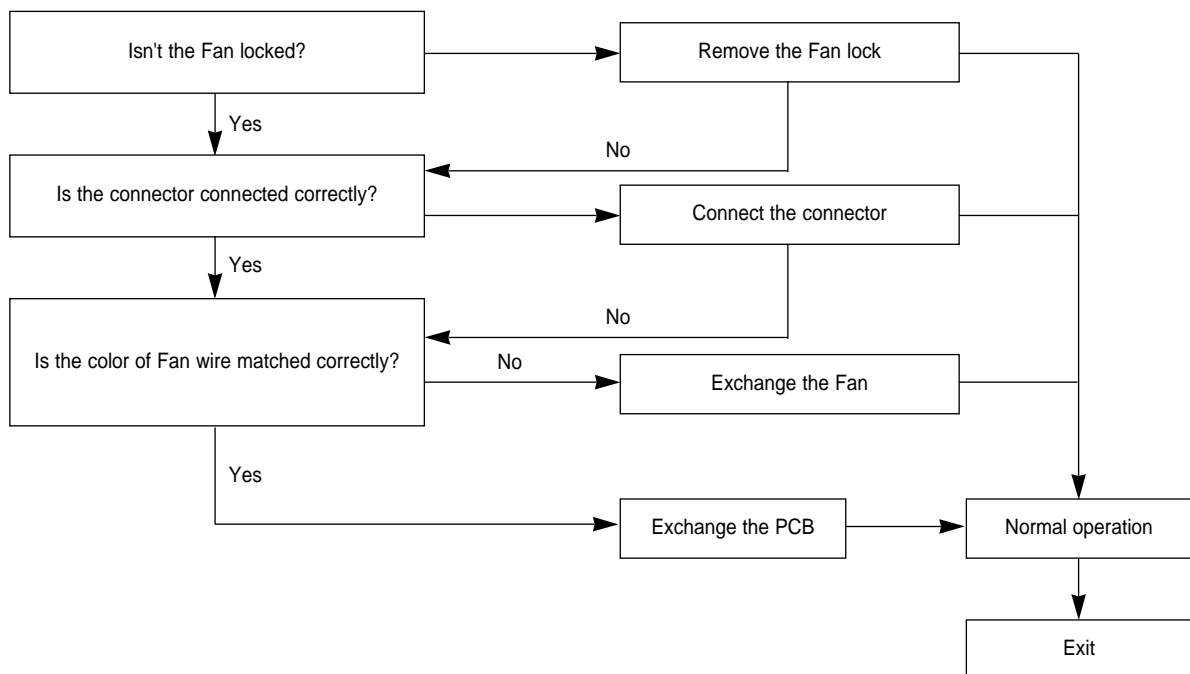 Isn't the Fan locked?
Remove the Fan lock
Yes
No
Is the connector connected correctly?
Connect the connector
Yes
No
Is the color of Fan wire matched correctly?
No
Exchange the Fan
Yes
Exchange the PCB
Normal operation
Exit